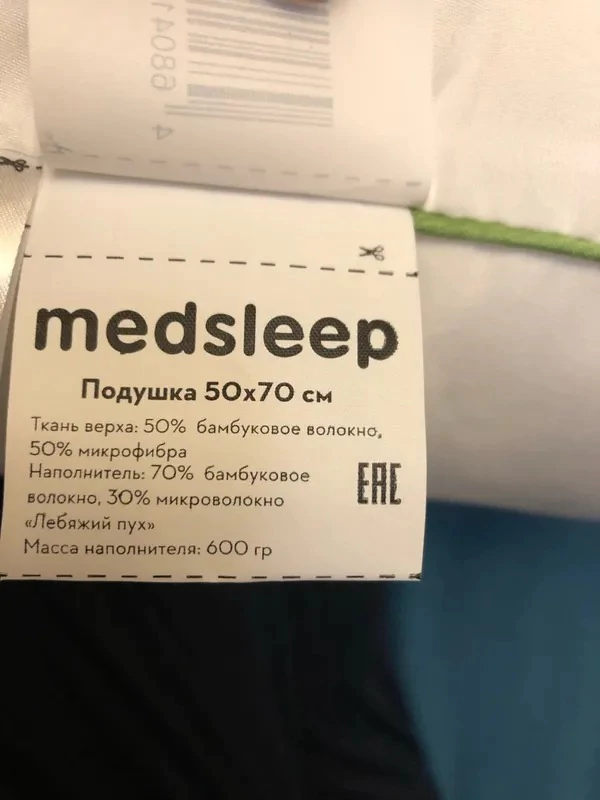 medsleep
Подушка 50x70 см
Ткань верха: 50% бамбуковое волокно,
50% микрофибра
Наполнитель: 70% бамбуковое
волокно, 30% микроволокно
«Лебяжий пух»
Масса наполнителя: 600 гр
EAC